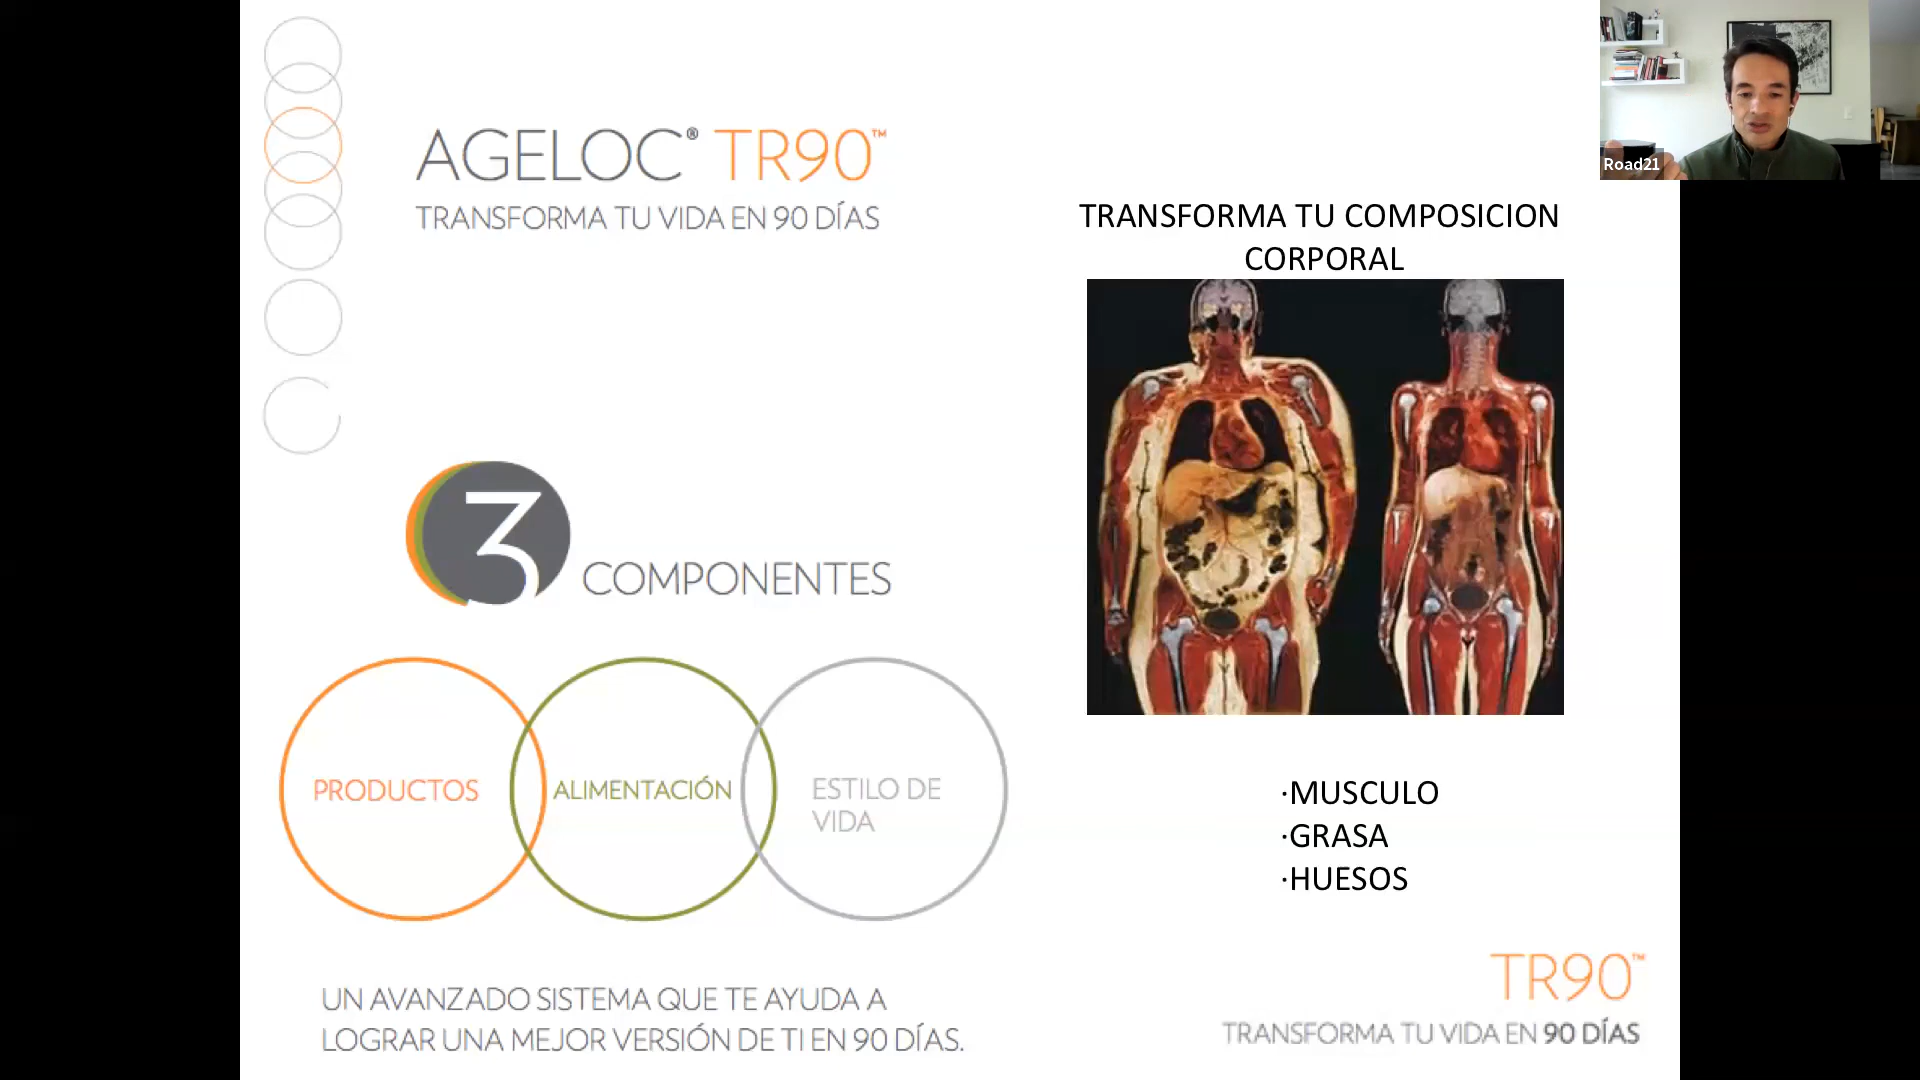 AGELOC® TR90™
TRANSFORMA TU VIDA EN 90 DÍAS
3
COMPONENTES
PRODUCTOS
ALIMENTACIÓN
ESTILO DE
VIDA
UN AVANZADO SISTEMA QUE TE AYUDA A
LOGRAR UNA MEJOR VERSIÓN DE TI EN 90 DÍAS.
Road21
TRANSFORMA TU COMPOSICION
CORPORAL
·MUSCULO
·GRASA
·HUESOS
TR90™
TRANSFORMA TU VIDA EN 90 DÍAS